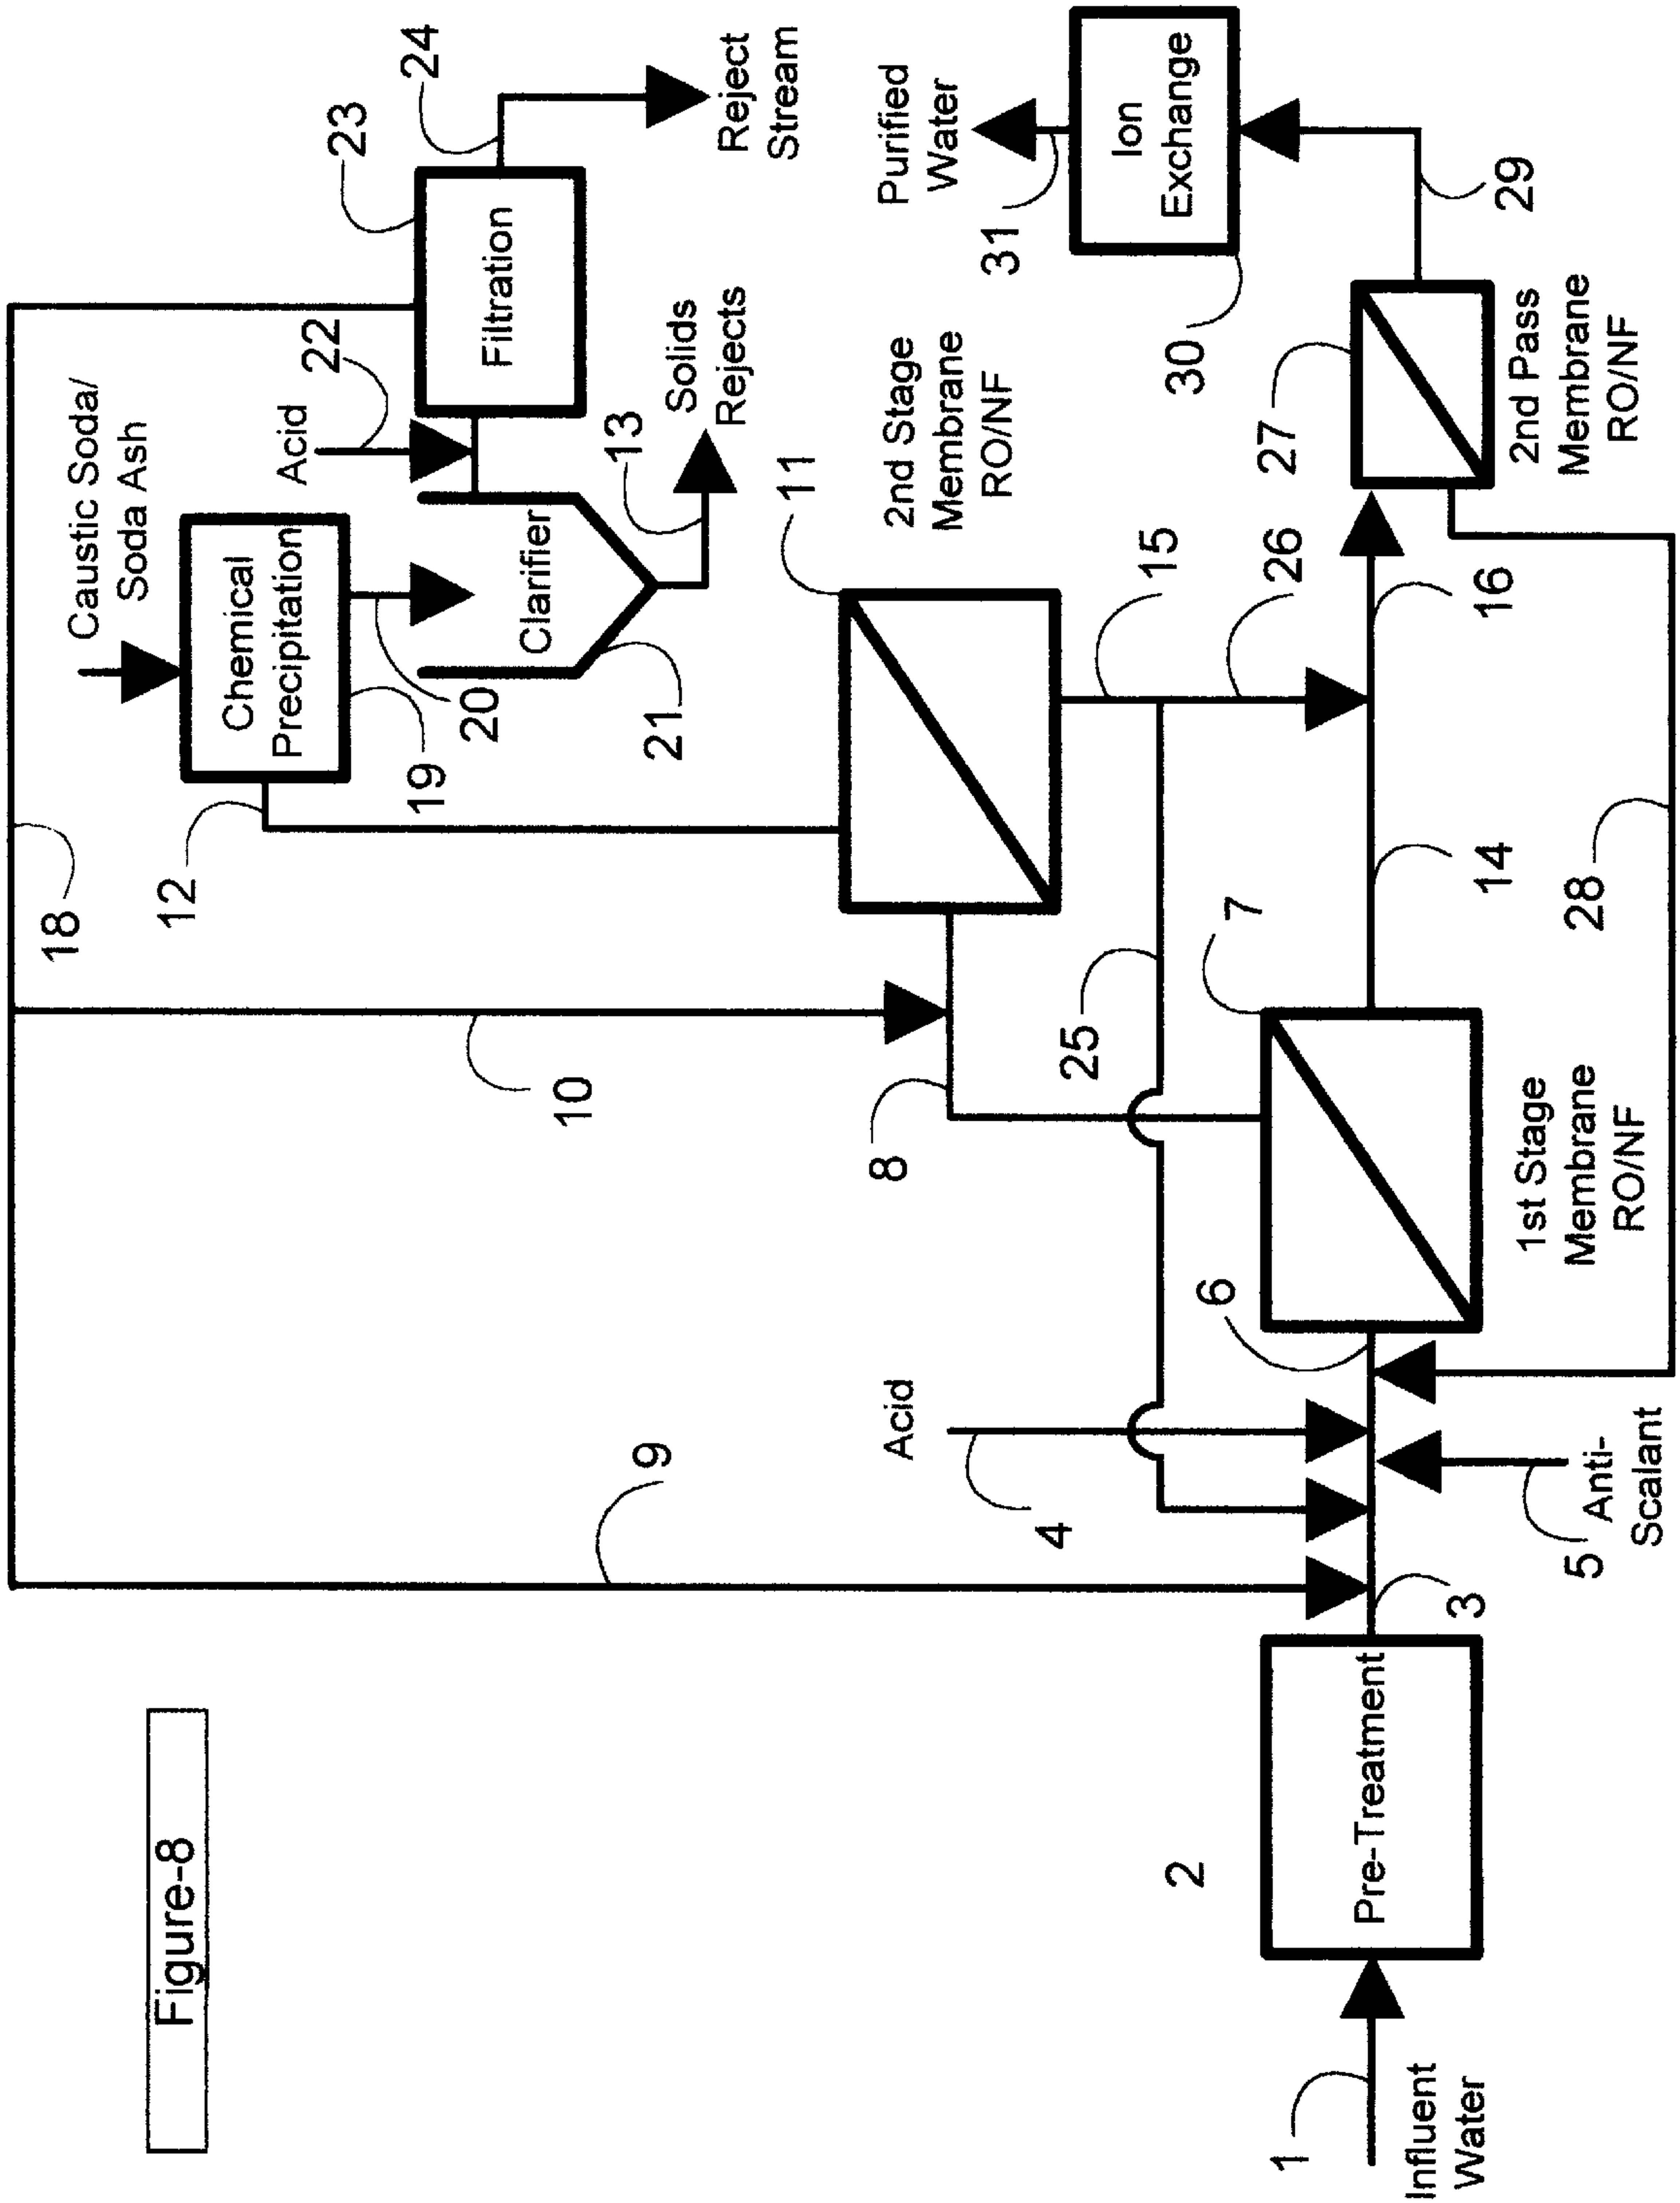 Figure-8
18
Caustic Soda/
Soda Ash
12
Chemical
Precipitation
19
20
Acid
22
23
24
Filtration
Clarifier
21
13
Solids
Rejects
Reject
Stream
10
9
8
11
2nd Stage
Membrane
RO/NF
Purified
Water
31
Ion
Exchange
30
Acid
4
25
15
26
2
6
7
27
29
1
Influent
Water
Pre-Treatment
3
5
Anti-
Scalant
1st Stage
Membrane
RO/NF
14
16
28
2nd Pass
Membrane
RO/NF